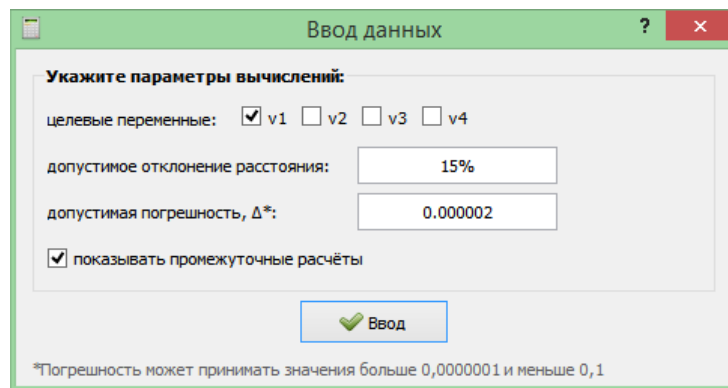 Ввод данных ? ×
Укажите параметры вычислений:
целевые переменные: v1 v2 v3 v4
допустимое отклонение расстояния: 15%
допустимая погрешность, Δ*: 0.000002
показывать промежуточные расчёты
Ввод
*Погрешность может принимать значения больше 0,0000001 и меньше 0,1